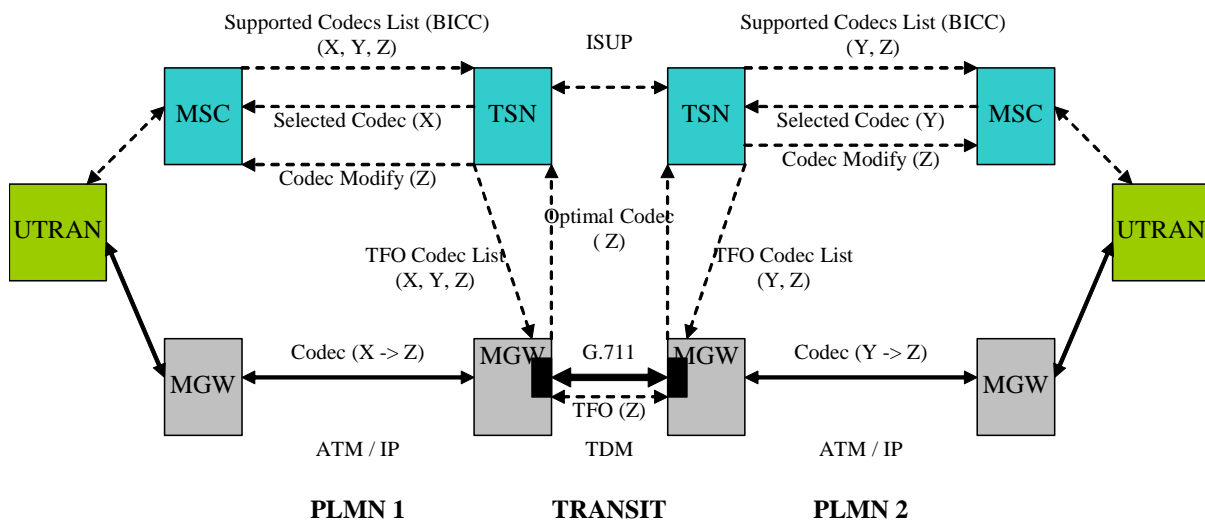 Supported Codecs List (BICC)
(X, Y, Z)
ISUP
Supported Codecs List (BICC)
(Y, Z)
MSC
Selected Codec (X)
TSN
TSN
Selected Codec (Y)
MSC
Codec Modify (Z)
Codec Modify (Z)
UTRAN
Optimal Codec
( Z)
UTRAN
TFO Codec List
(X, Y, Z)
TFO Codec List
(Y, Z)
MGW
Codec (X -> Z)
MGW
G.711
MGW
Codec (Y -> Z)
MGW
TFO (Z)
ATM / IP
TDM
ATM / IP
PLMN 1
TRANSIT
PLMN 2